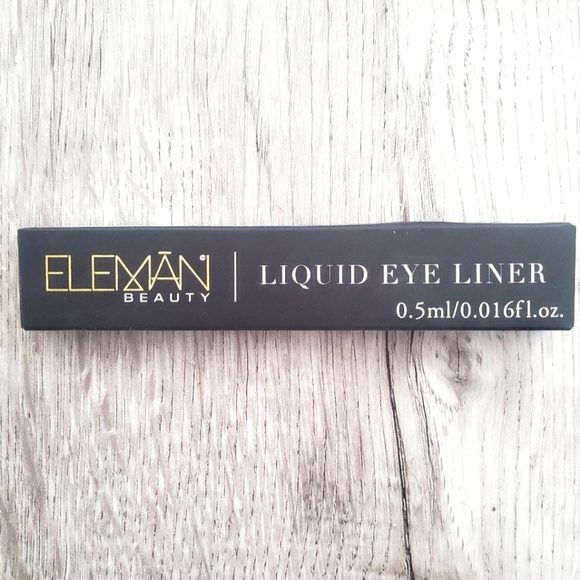 ELEMĀN®
BEAUTY
LIQUID EYE LINER
0.5ml/0.016fl.oz.